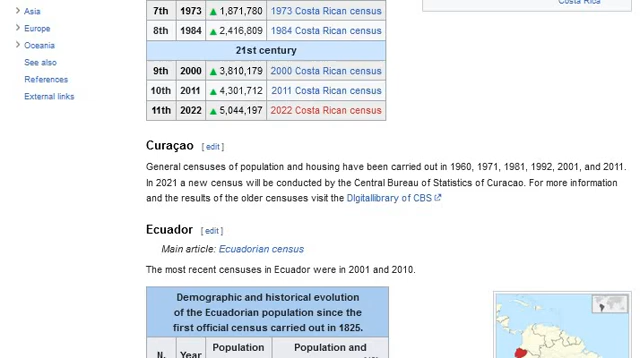 Asia
Europe
Oceania
See also
References
External links
Costa Rica
7th 1973 ▲ 1,871,780 1973 Costa Rican census
8th 1984 ▲ 2,416,809 1984 Costa Rican census
21st century
9th 2000 ▲ 3,810,179 2000 Costa Rican census
10th 2011 ▲ 4,301,712 2011 Costa Rican census
11th 2022 ▲ 5,044,197 2022 Costa Rican census
Curaçao [ edit ]
General censuses of population and housing have been carried out in 1960, 1971, 1981, 1992, 2001, and 2011.
In 2021 a new census will be conducted by the Central Bureau of Statistics of Curacao. For more information
and the results of the older censuses visit the DIgitallibrary of CBS
Ecuador [ edit ]
Main article: Ecuadorian census
The most recent censuses in Ecuador were in 2001 and 2010.
Demographic and historical evolution
of the Ecuadorian population since the
first official census carried out in 1825.
N. Year Population Population and